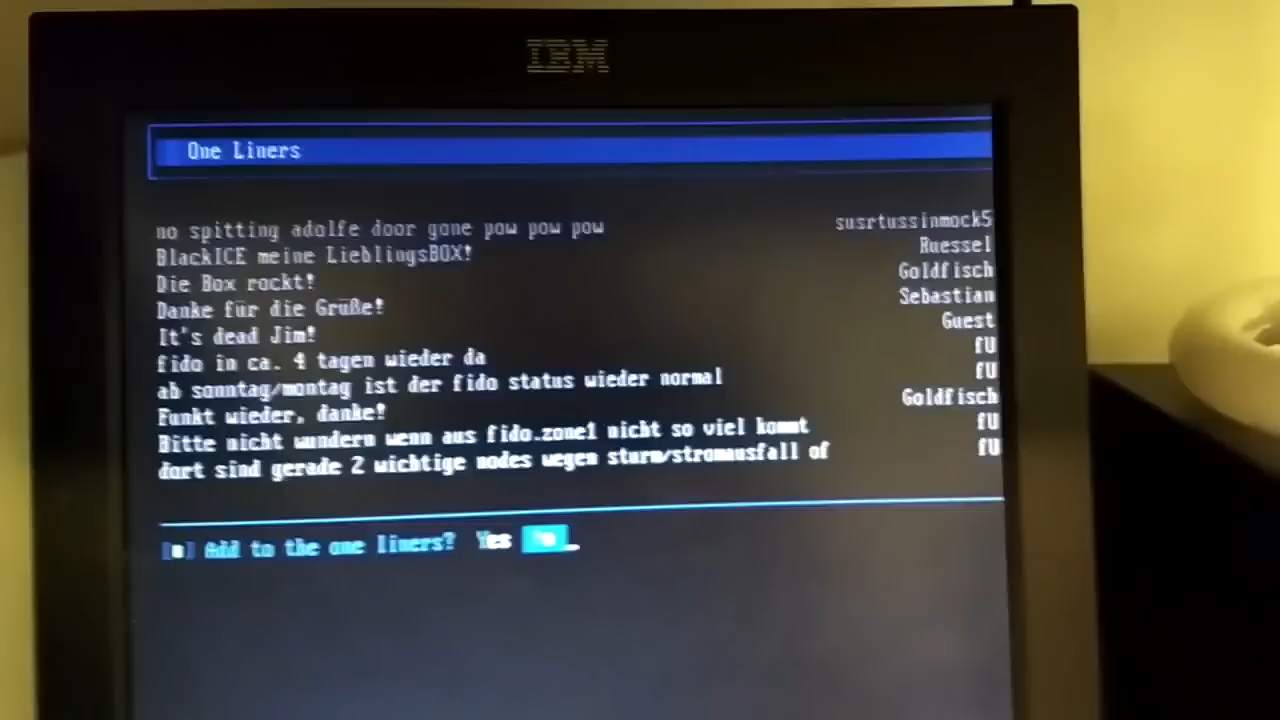 IBM
One Liners
no spitting adolfe door gone pow pow pow susrtussinmock5
BlackICE meine LieblingsBOX! Ruessel
Die Box rockt! Goldfisch
Danke für die Grüße! Sebastian
It's dead Jim! Guest
fido in ca. 4 tagen wieder da fU
ab sonntag/montag ist der fido status wieder normal fU
Funkt wieder, danke! Goldfisch
Bitte nicht wundern wenn aus fido.zone1 nicht so viel kommt fU
dort sind gerade 2 wichtige nodes wegen sturm/stromausfall of fU
[■] Add to the one liners? Yes No